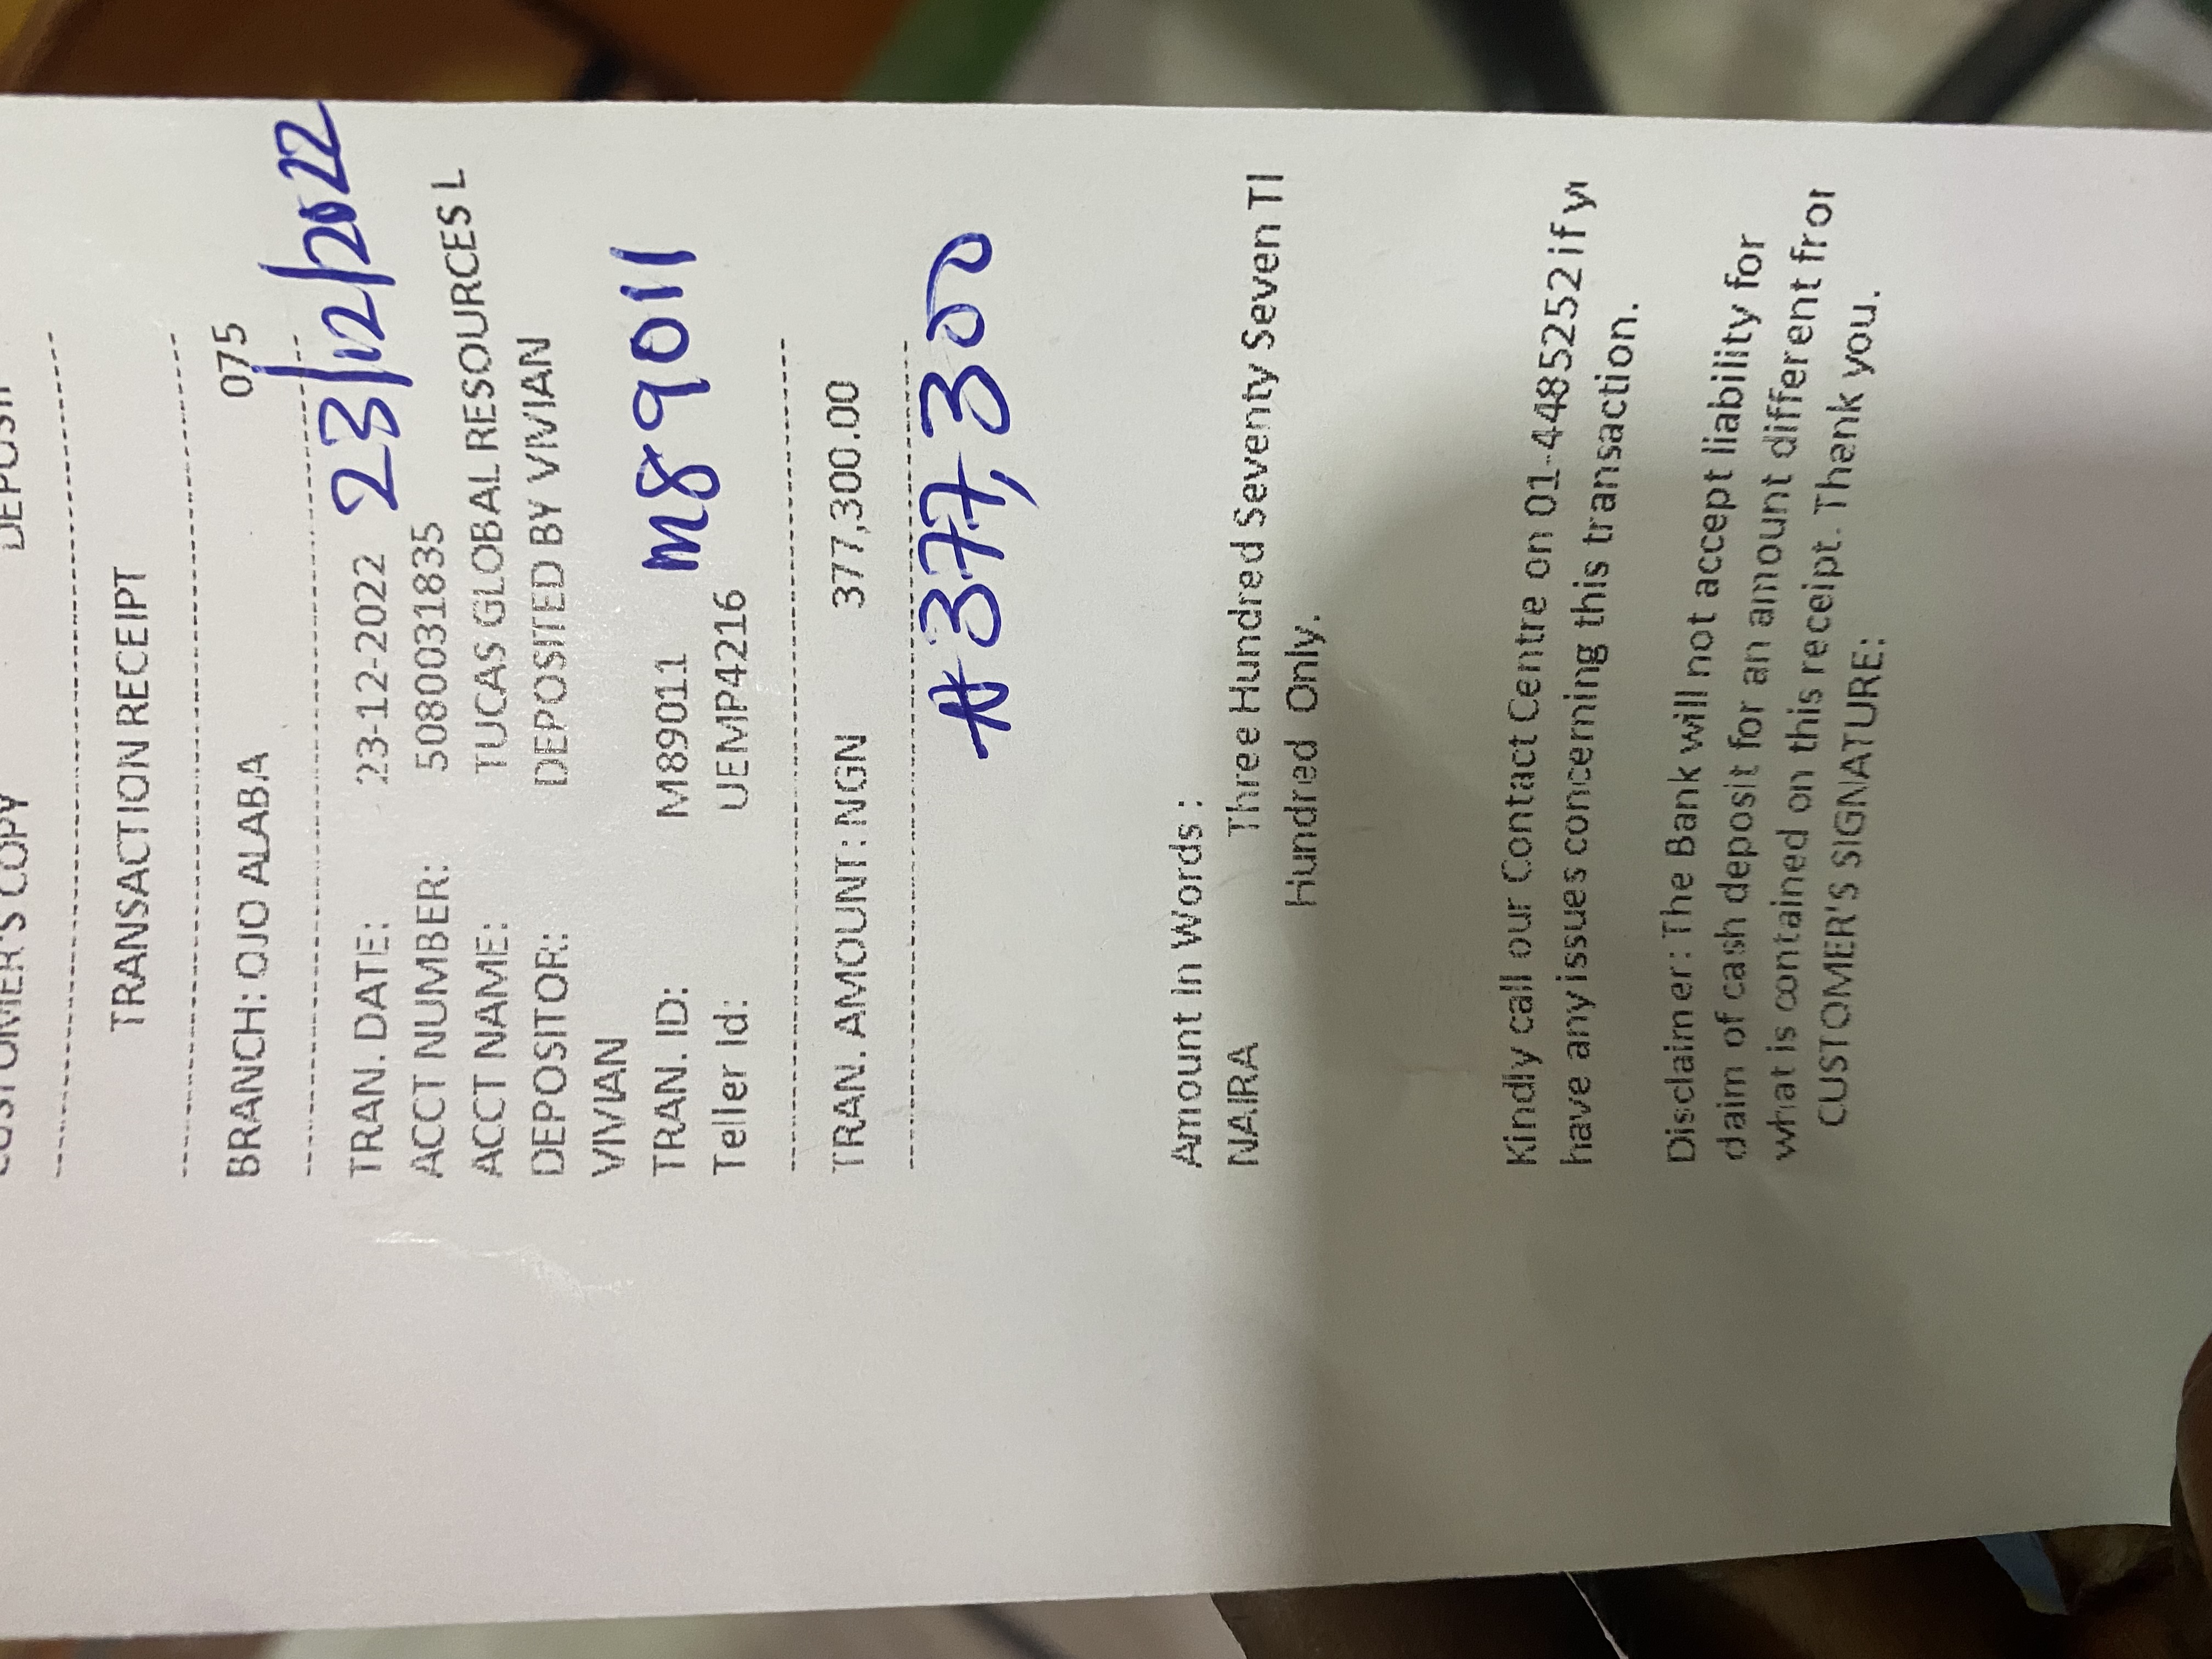 CUSTOMER'S COPY DEPOSIT
TRANSACTION RECEIPT
BRANCH: OJO ALABA 075
TRAN. DATE: 23-12-2022 23/12/2022
ACCT NUMBER: 5080031835
ACCT NAME: TUCAS GLOBAL RESOURCES L
DEPOSITOR: DEPOSITED BY VIVIAN
VIVIAN
TRAN. ID: M89011 M89011
Teller Id: UEMP4216
TRAN. AMOUNT: NGN 377,300.00
₦377,300
Amount In Words :
NAIRA Three Hundred Seventy Seven T
Hundred Only.
Kindly call our Contact Centre on 01-4485252 if y
have any issues concerning this transaction.
Disclaimer: The Bank will not accept liability for
claim of cash deposit for an amount different fro
what is contained on this receipt. Thank you.
CUSTOMER'S SIGNATURE: